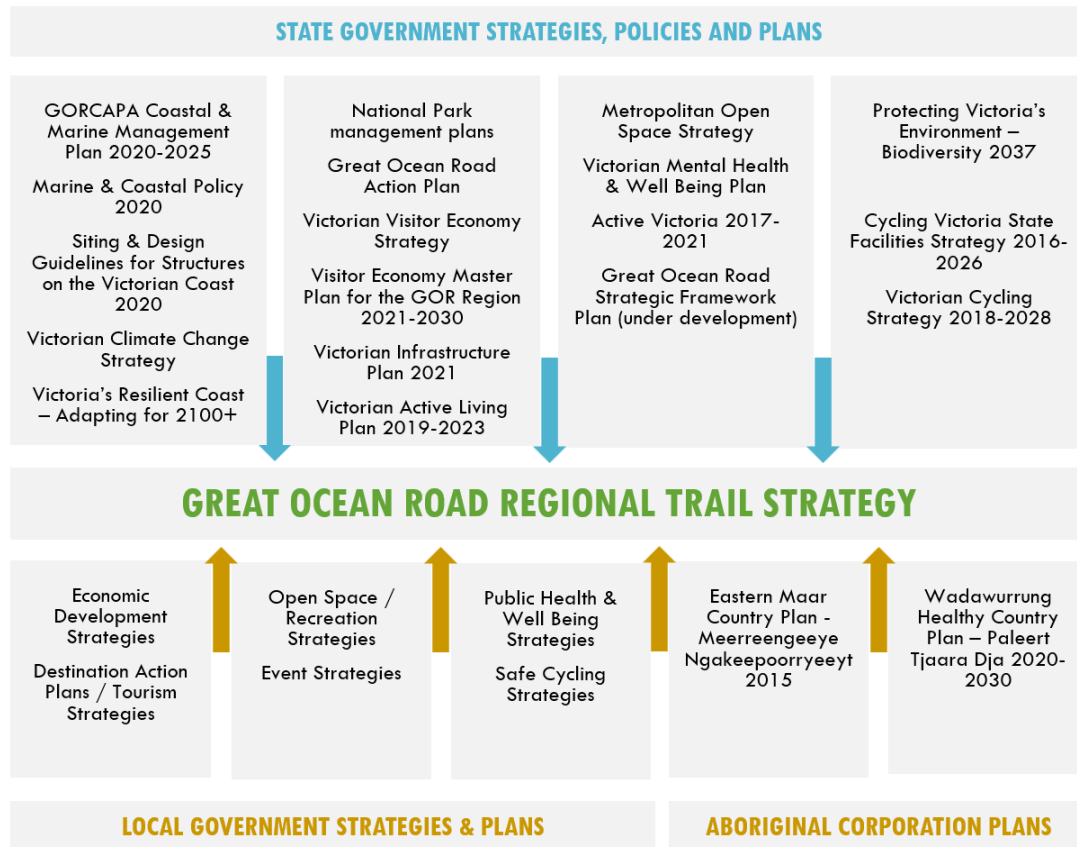 STATE GOVERNMENT STRATEGIES, POLICIES AND PLANS
GORCAPA Coastal &
Marine Management
Plan 2020-2025
Marine & Coastal Policy
2020
Siting & Design
Guidelines for Structures
on the Victorian Coast
2020
Victorian Climate Change
Strategy
Victoria’s Resilient Coast
– Adapting for 2100+
National Park
management plans
Great Ocean Road
Action Plan
Victorian Visitor Economy
Strategy
Visitor Economy Master
Plan for the GOR Region
2021-2030
Victorian Infrastructure
Plan 2021
Victorian Active Living
Plan 2019-2023
Metropolitan Open
Space Strategy
Victorian Mental Health
& Well Being Plan
Active Victoria 2017-
2021
Great Ocean Road
Strategic Framework
Plan (under development)
Protecting Victoria’s
Environment –
Biodiversity 2037
Cycling Victoria State
Facilities Strategy 2016-
2026
Victorian Cycling
Strategy 2018-2028
GREAT OCEAN ROAD REGIONAL TRAIL STRATEGY
Economic
Development
Strategies
Destination Action
Plans / Tourism
Strategies
Open Space /
Recreation
Strategies
Event Strategies
Public Health &
Well Being
Strategies
Safe Cycling
Strategies
Eastern Maar
Country Plan -
Meerreengeeye
Ngakeepoorryeeyt
2015
Wadawurrung
Healthy Country
Plan – Paleert
Tjaara Dja 2020-
2030
LOCAL GOVERNMENT STRATEGIES & PLANS
ABORIGINAL CORPORATION PLANS